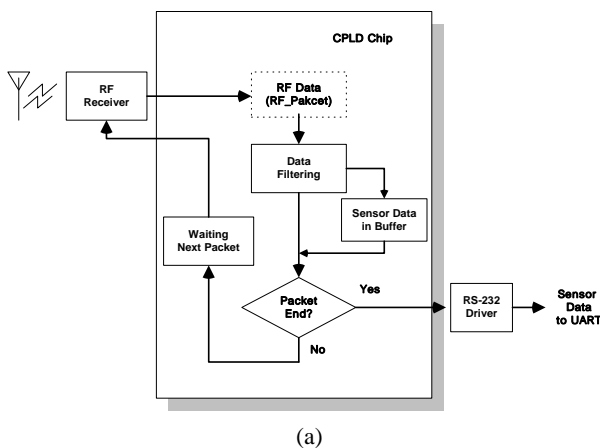 CPLD Chip
RF
Receiver
RF Data
(RF_Pakcet)
Data
Filtering
Sensor Data
in Buffer
Waiting
Next Packet
Packet
End?
Yes
No
RS-232
Driver
Sensor
Data
to UART
(a)